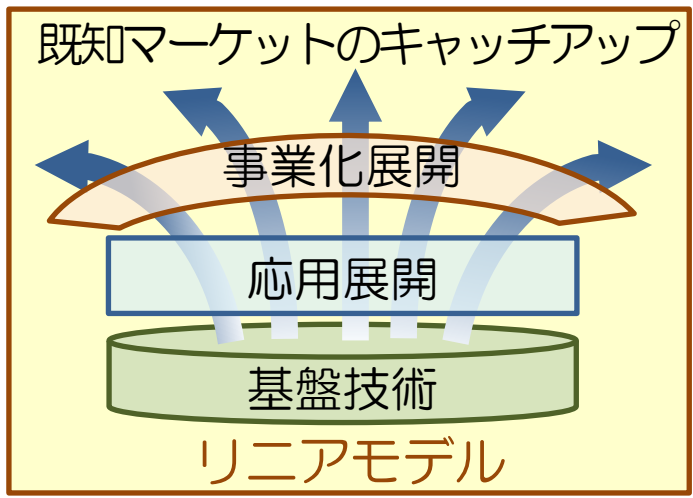 既知マーケットのキャッチアップ
事業化展開
応用展開
基盤技術
リニアモデル